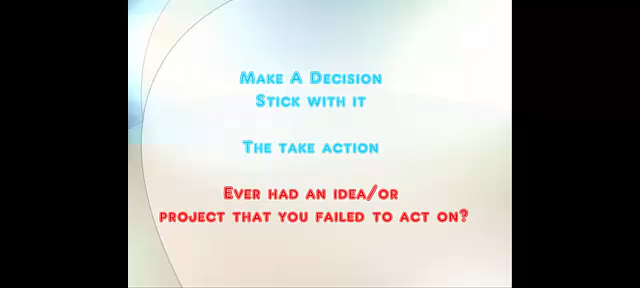 Make A Decision
Stick with it
The take action
Ever had an idea/or
project that you failed to act on?